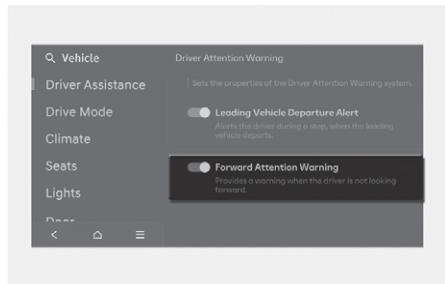 Vehicle
Driver Attention Warning
Driver Assistance
Sets the properties of the Driver Attention Warning system.
Drive Mode
Leading Vehicle Departure Alert
Alerts the driver during a stop, when the leading
vehicle departs.
Climate
Seats
Forward Attention Warning
Provides a warning when the driver is not looking
forward.
Lights
Door